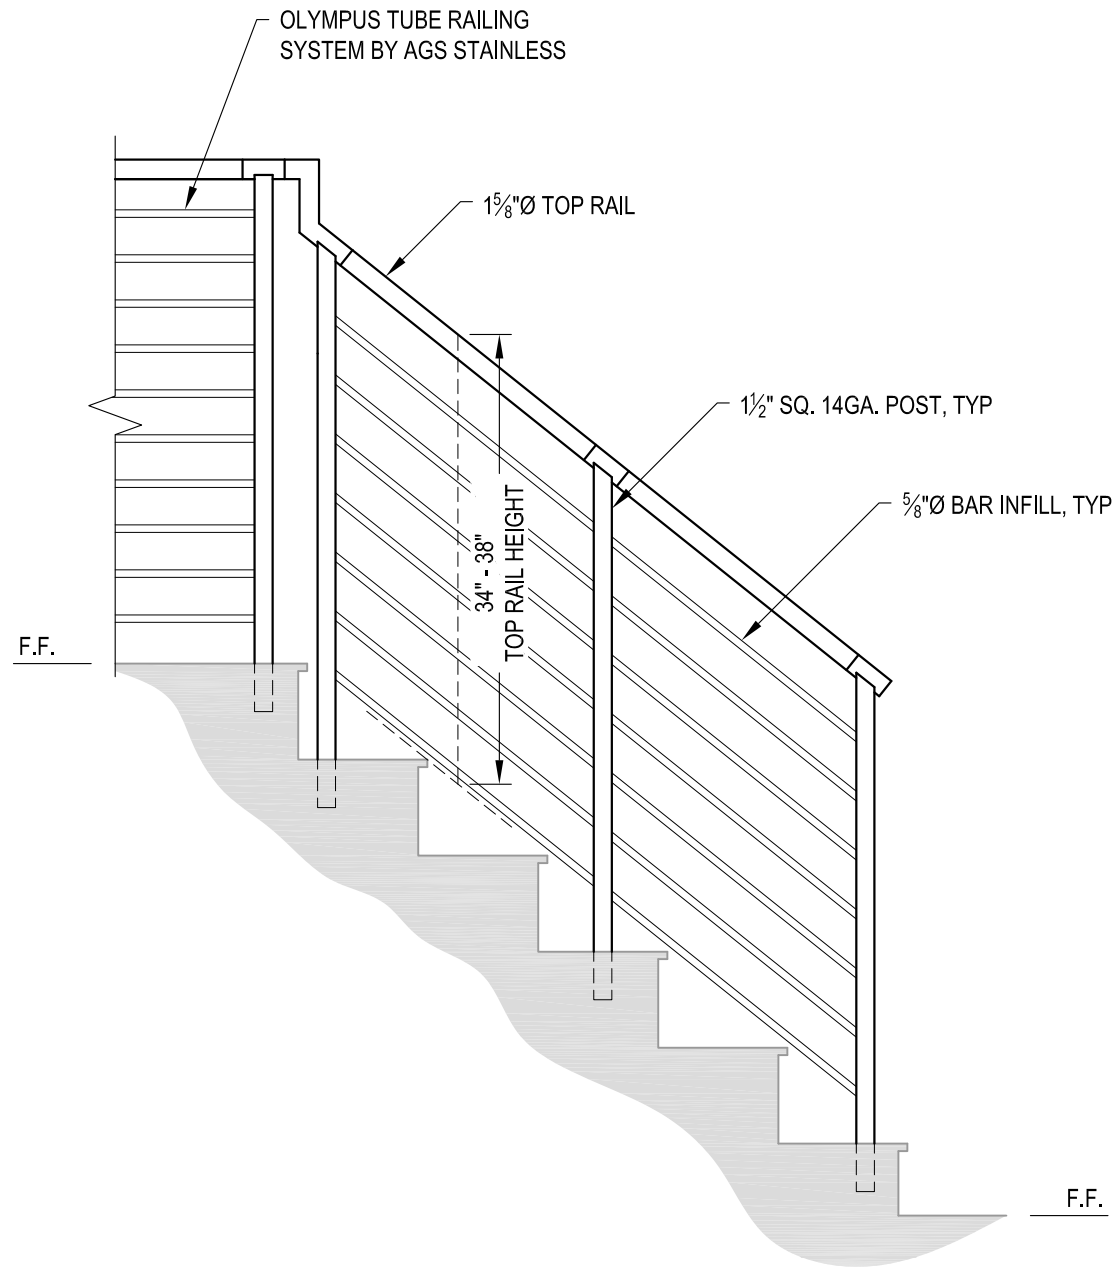 OLYMPUS TUBE RAILING
SYSTEM BY AGS STAINLESS
1⅝"Ø TOP RAIL
1½" SQ. 14GA. POST, TYP
⅝"Ø BAR INFILL, TYP
34" - 38"
TOP RAIL HEIGHT
F.F.
F.F.